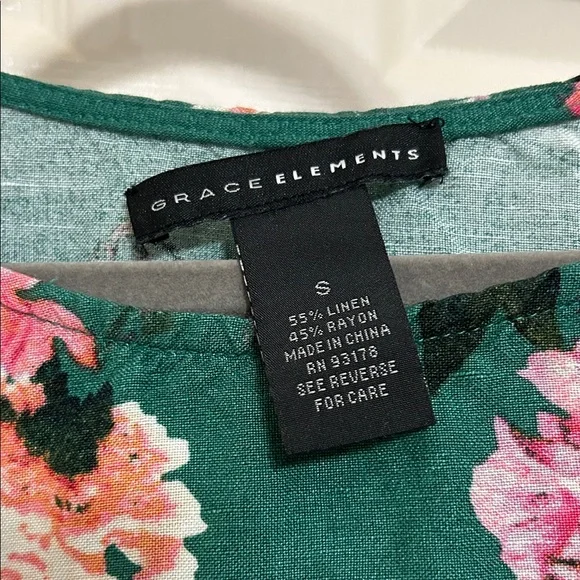 GRACE ELEMENTS
S
55% LINEN
45% RAYON
MADE IN CHINA
RN 93178
SEE REVERSE
FOR CARE